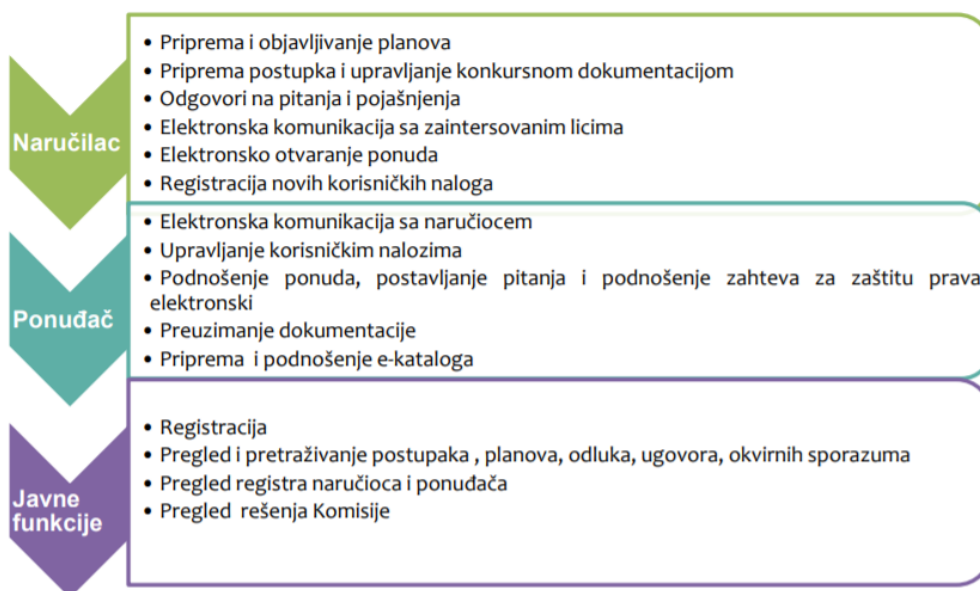 Naručilac
• Priprema i objavljivanje planova
• Priprema postupka i upravljanje konkursnom dokumentacijom
• Odgovori na pitanja i pojašnjenja
• Elektronska komunikacija sa zaintersovanim licima
• Elektronsko otvaranje ponuda
• Registracija novih korisničkih naloga
Ponuđač
• Elektronska komunikacija sa naručiocem
• Upravljanje korisničkim nalozima
• Podnošenje ponuda, postavljanje pitanja i podnošenje zahteva za zaštitu prava
elektronski
• Preuzimanje dokumentacije
• Priprema i podnošenje e-kataloga
Javne
funkcije
• Registracija
• Pregled i pretraživanje postupaka , planova, odluka, ugovora, okvirnih sporazuma
• Pregled registra naručioca i ponuđača
• Pregled rešenja Komisije